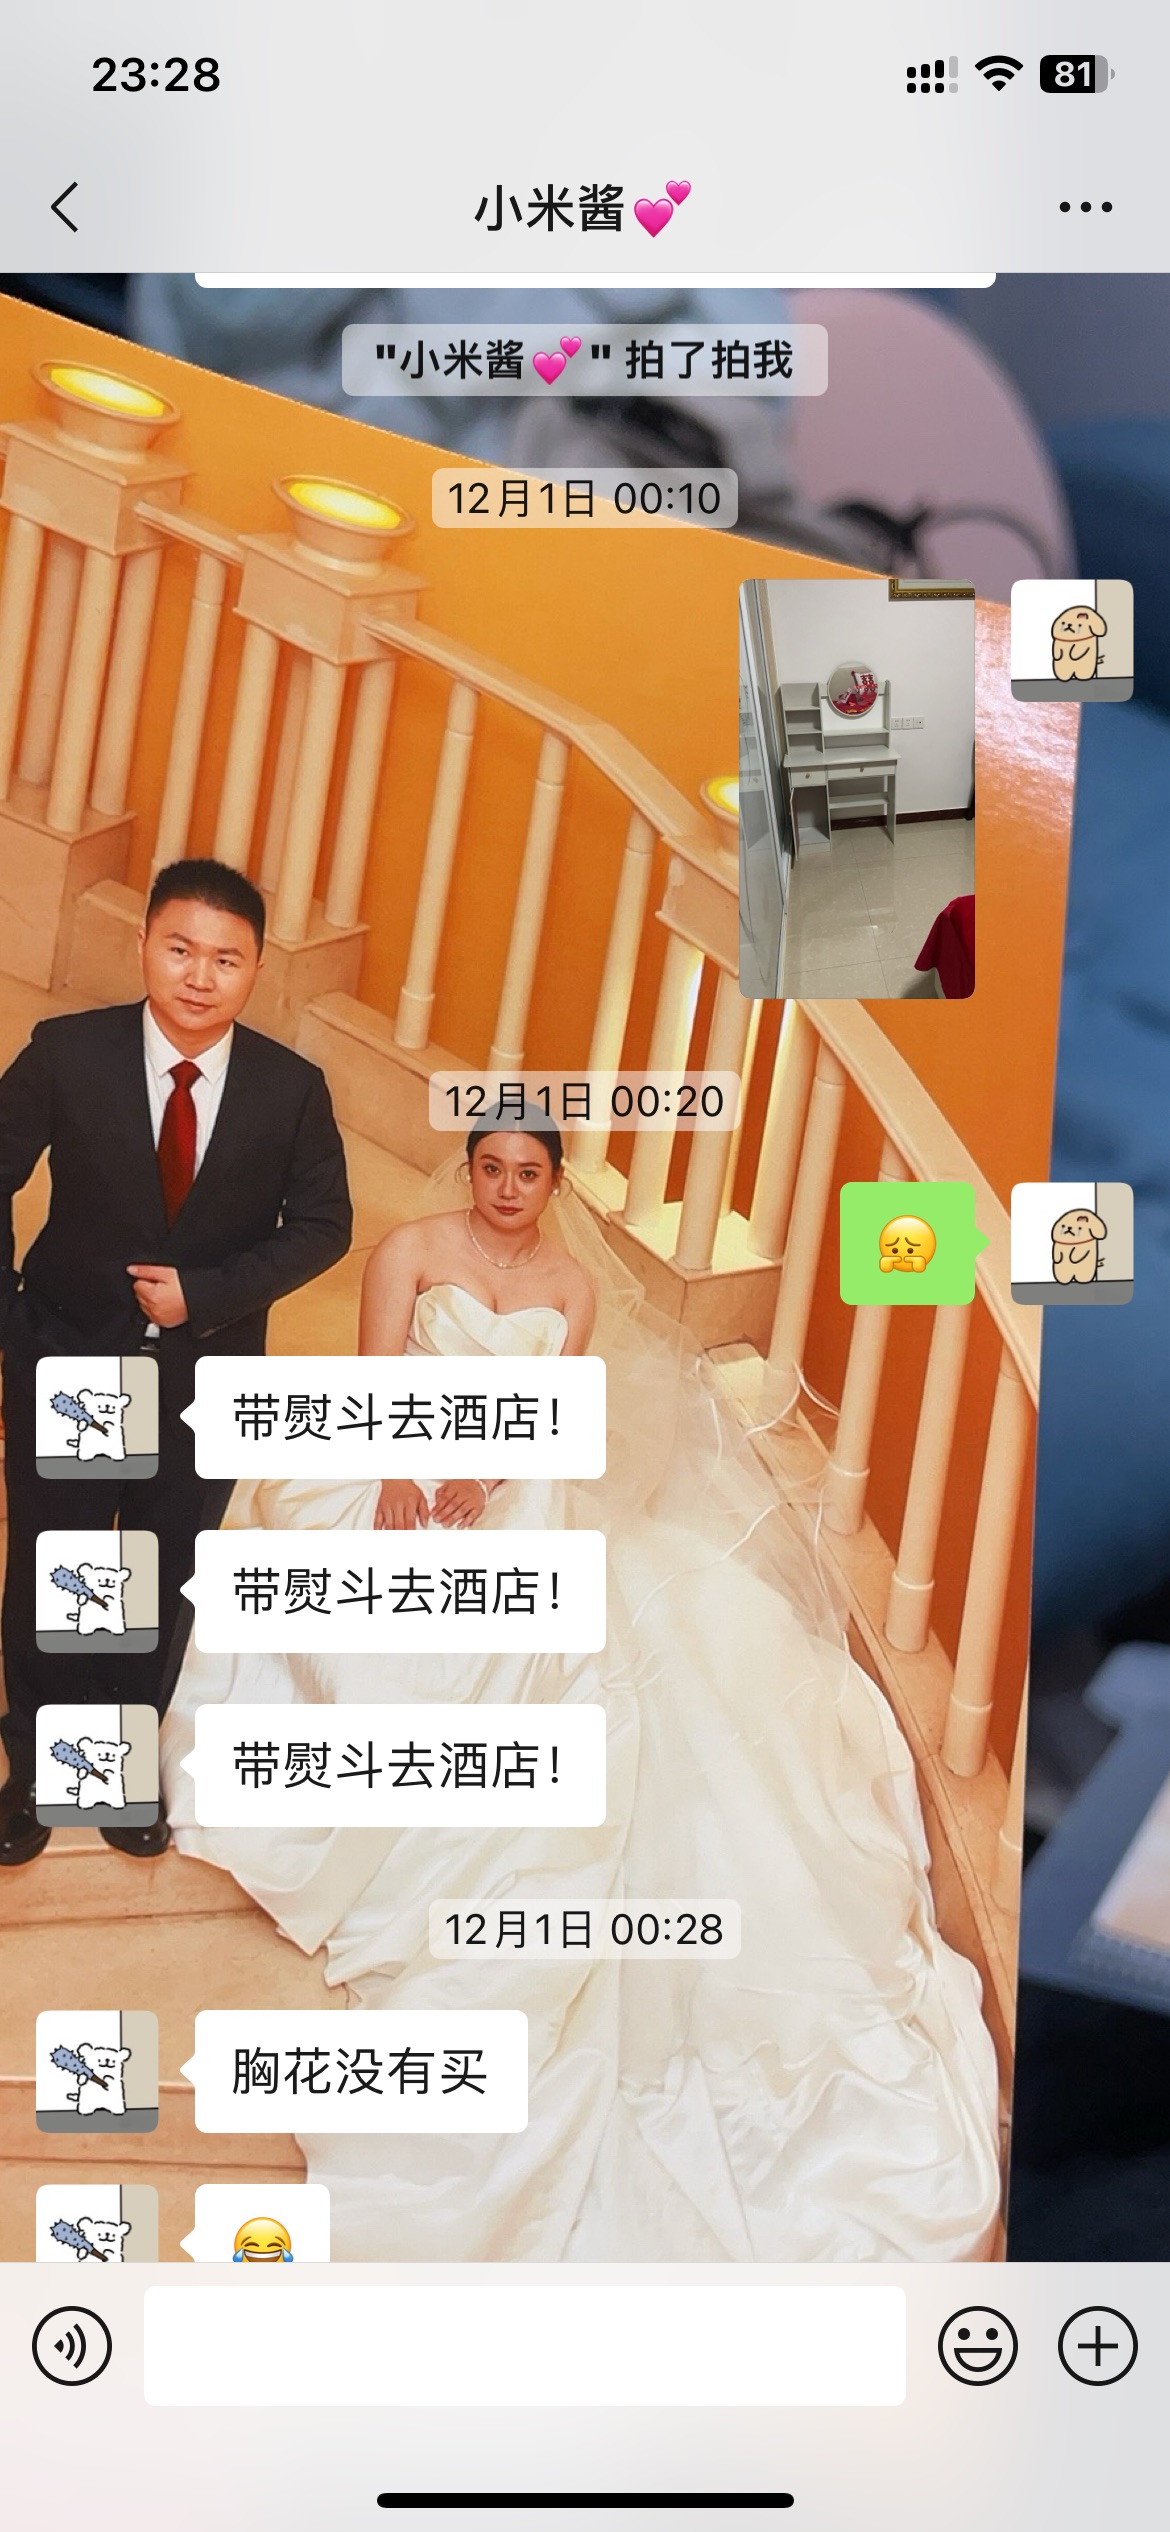 23:28
81
小米酱💕
"小米酱💕" 拍了拍我
12月1日 00:10
囍
12月1日 00:20
带熨斗去酒店！
带熨斗去酒店！
带熨斗去酒店！
12月1日 00:28
胸花没有买